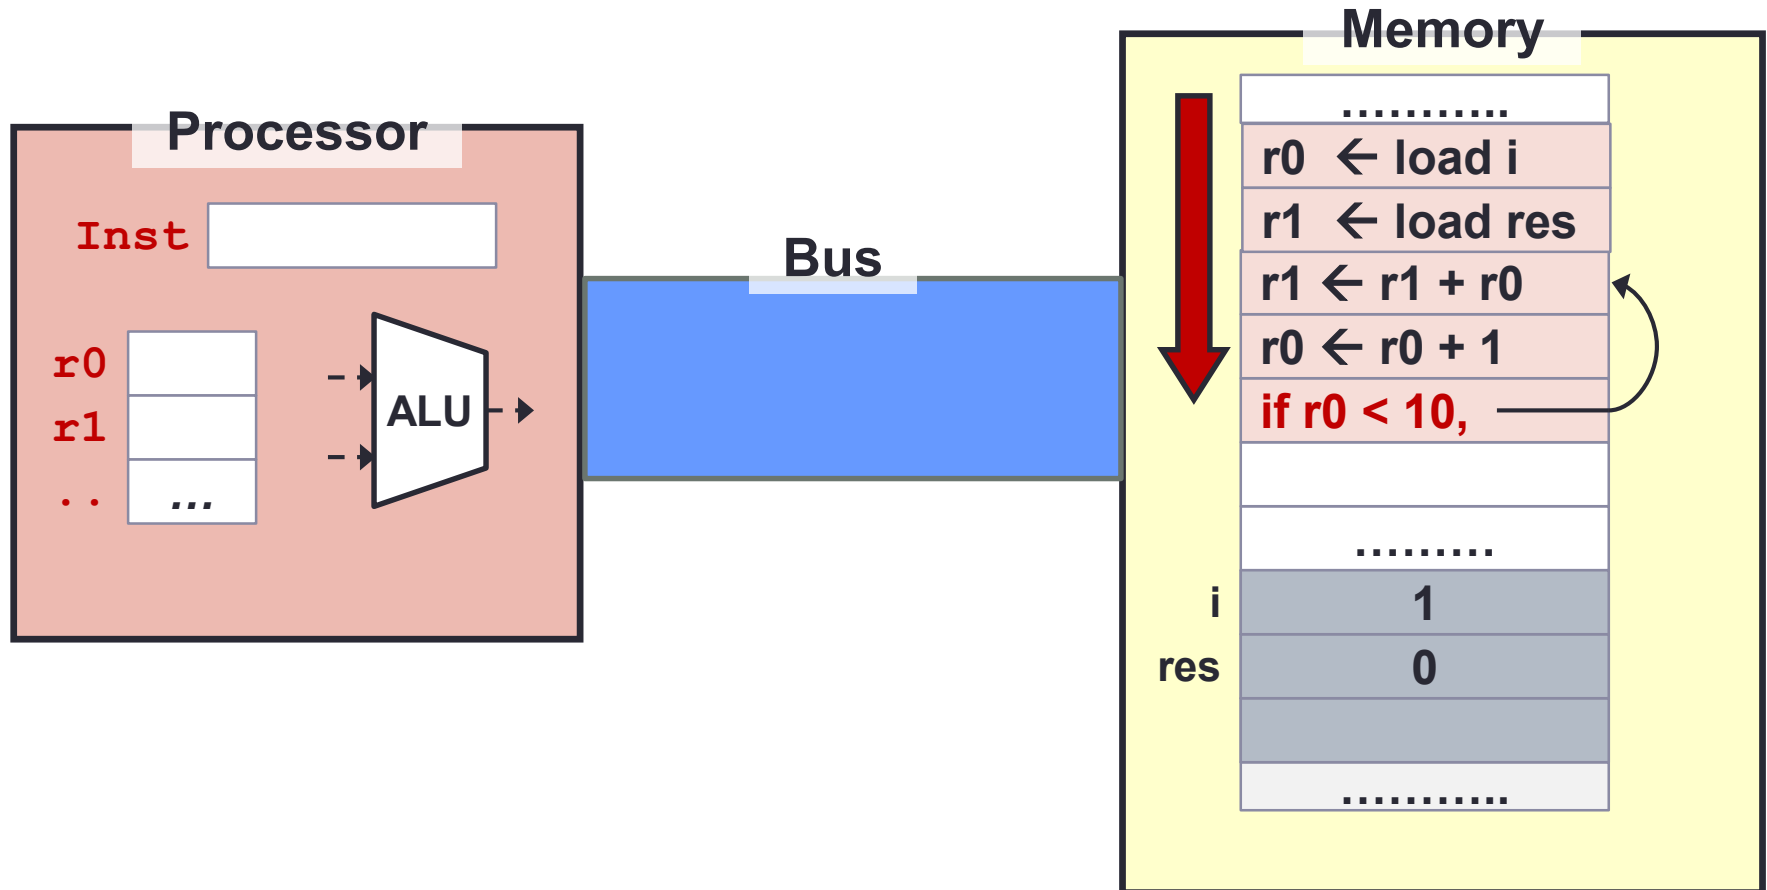 Processor
Inst
r0
r1
..
...
ALU
Bus
Memory
...........
r0 ← load i
r1 ← load res
r1 ← r1 + r0
r0 ← r0 + 1
if r0 < 10,
.........
i 1
res 0
...........